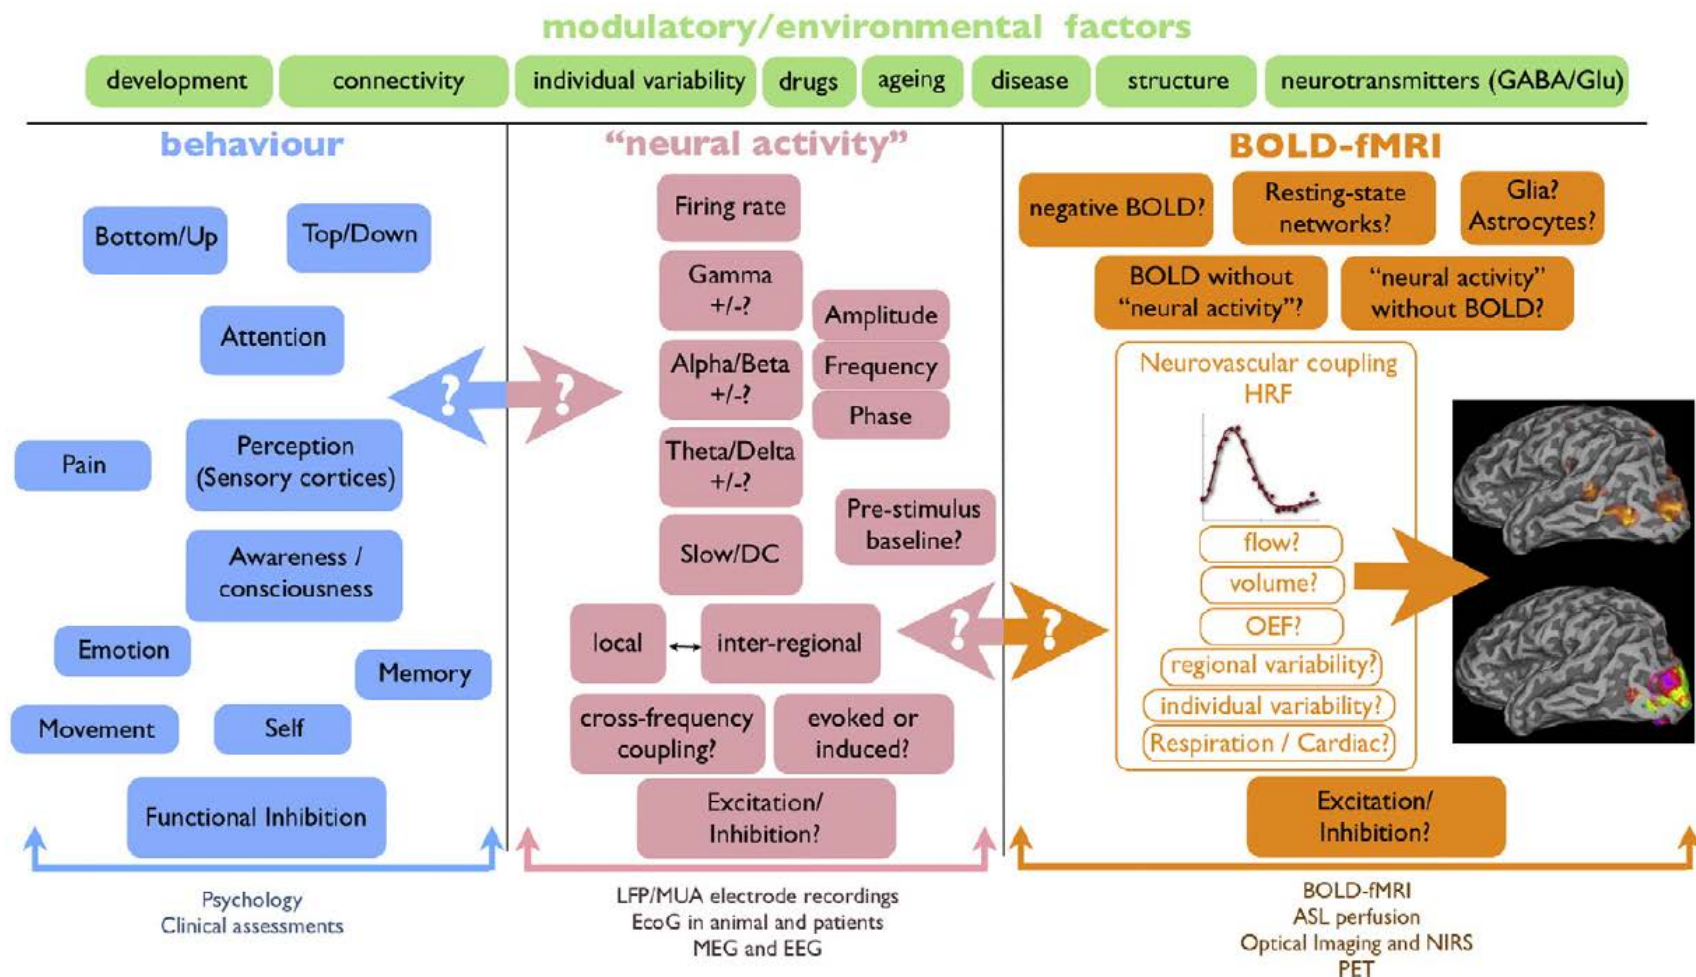 modulatory/environmental factors
development
connectivity
individual variability
drugs
ageing
disease
structure
neurotransmitters (GABA/Glu)
behaviour
Bottom/Up
Top/Down
Attention
?
Pain
Perception
(Sensory cortices)
Awareness /
consciousness
Emotion
Memory
Movement
Self
Functional Inhibition
Psychology
Clinical assessments
“neural activity”
Firing rate
Gamma
+/-?
Amplitude
?
Alpha/Beta
+/-?
Frequency
Phase
Theta/Delta
+/-?
Pre-stimulus
baseline?
Slow/DC
local
inter-regional
?
cross-frequency
coupling?
evoked or
induced?
Excitation/
Inhibition?
LFP/MUA electrode recordings
EcoG in animal and patients
MEG and EEG
BOLD-fMRI
negative BOLD?
Resting-state
networks?
Glia?
Astrocytes?
BOLD without
“neural activity”?
“neural activity”
without BOLD?
Neurovascular coupling
HRF
flow?
volume?
OEF?
?
regional variability?
individual variability?
Respiration / Cardiac?
Excitation/
Inhibition?
BOLD-fMRI
ASL perfusion
Optical Imaging and NIRS
PET